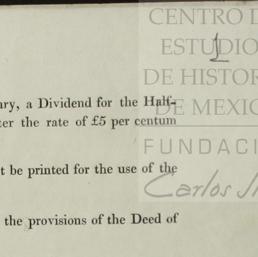 CENTRO D
ESTUDIO
1
DE HISTOR
ary, a Dividend for the Half-
DE MEXIC
ter the rate of £5 per centum
FUNDACI
t be printed for the use of the
Carlos
the provisions of the Deed of